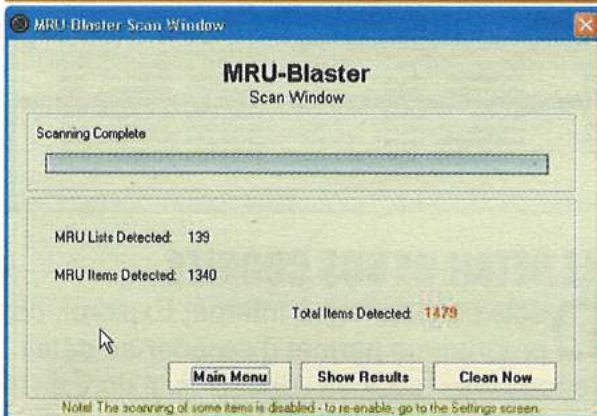 MRU-Blaster Scan Window
MRU-Blaster
Scan Window
Scanning Complete
MRU Lists Detected: 139
MRU Items Detected: 1340
Total Items Detected: 1479
Main Menu
Show Results
Clean Now
Note! The scanning of some items is disabled - to re-enable, go to the Settings screen.